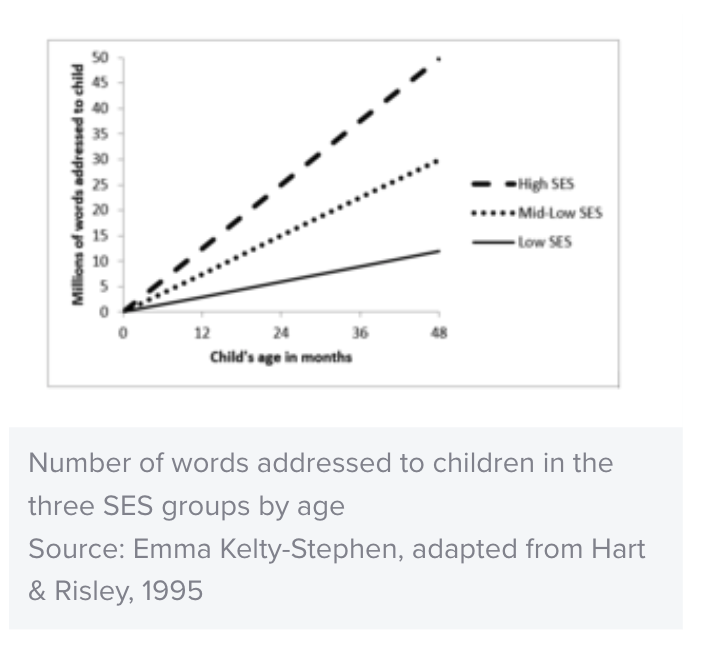 50
45
40
35
30
25
20
15
10
5
0
Millions of words addressed to child
0 12 24 36 48
Child's age in months
High SES
Mid-Low SES
Low SES
Number of words addressed to children in the
three SES groups by age
Source: Emma Kelty-Stephen, adapted from Hart
& Risley, 1995